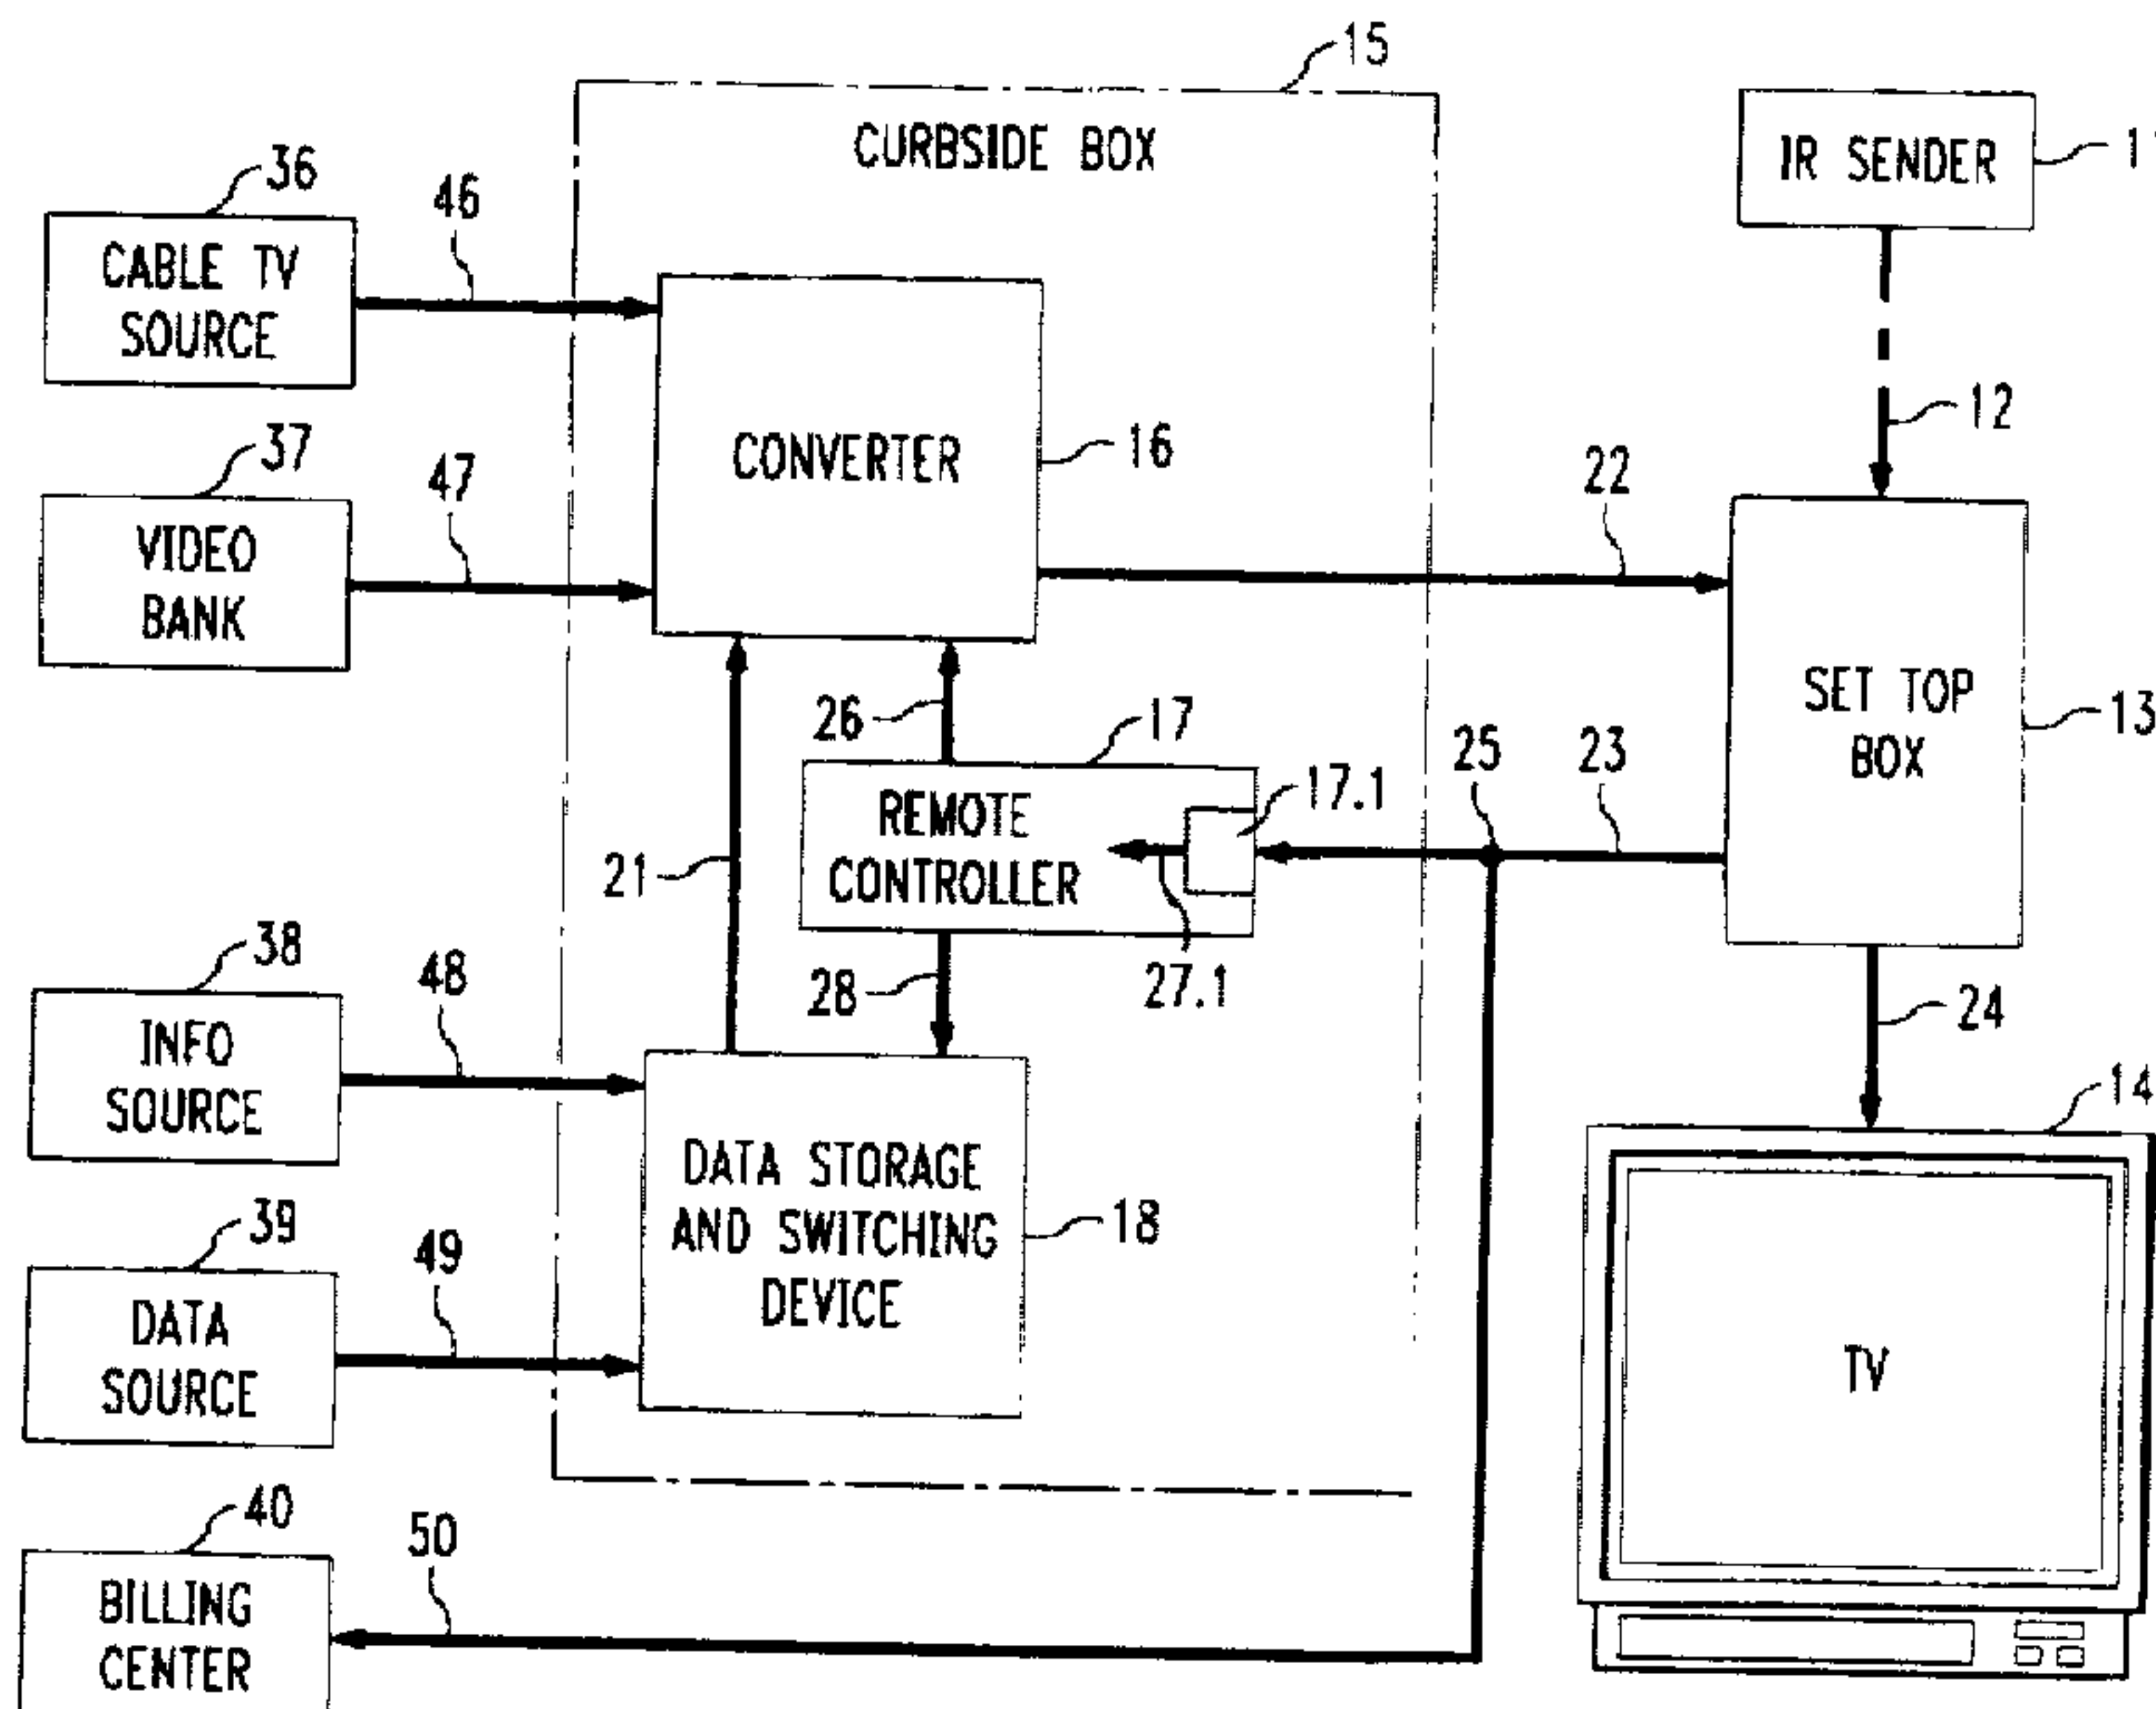 15
CURBSIDE BOX
IR SENDER
36
46
CABLE TV
SOURCE
12
37
47
CONVERTER
16
22
VIDEO
BANK
SET TOP
BOX
13
26
17
25
23
REMOTE
CONTROLLER
17.1
21
27.1
28
24
38
48
INFO
SOURCE
14
DATA STORAGE
AND SWITCHING
DEVICE
18
39
49
DATA
SOURCE
TV
40
50
BILLING
CENTER